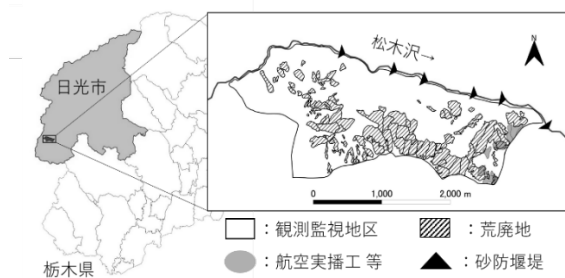 日光市
栃木県
松木沢→
N
0 1,000 2,000 m
：観測監視地区
：荒廃地
：航空実播工 等
：砂防堰堤